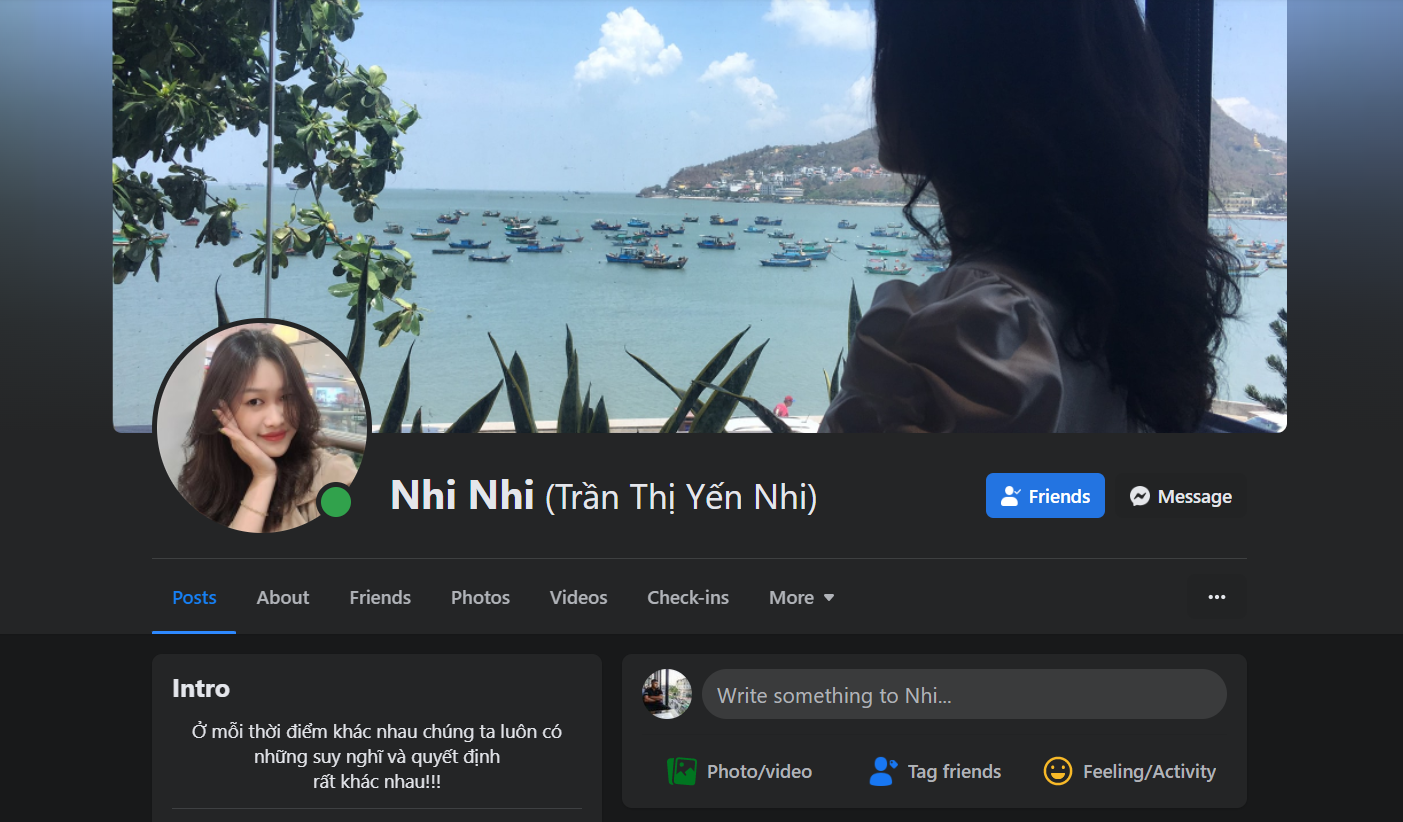 Nhi Nhi (Trần Thị Yến Nhi)
Friends
Message
Posts
About
Friends
Photos
Videos
Check-ins
More
Intro
Ở mỗi thời điểm khác nhau chúng ta luôn có
những suy nghĩ và quyết định
rất khác nhau!!!
Write something to Nhi...
Photo/video
Tag friends
Feeling/Activity